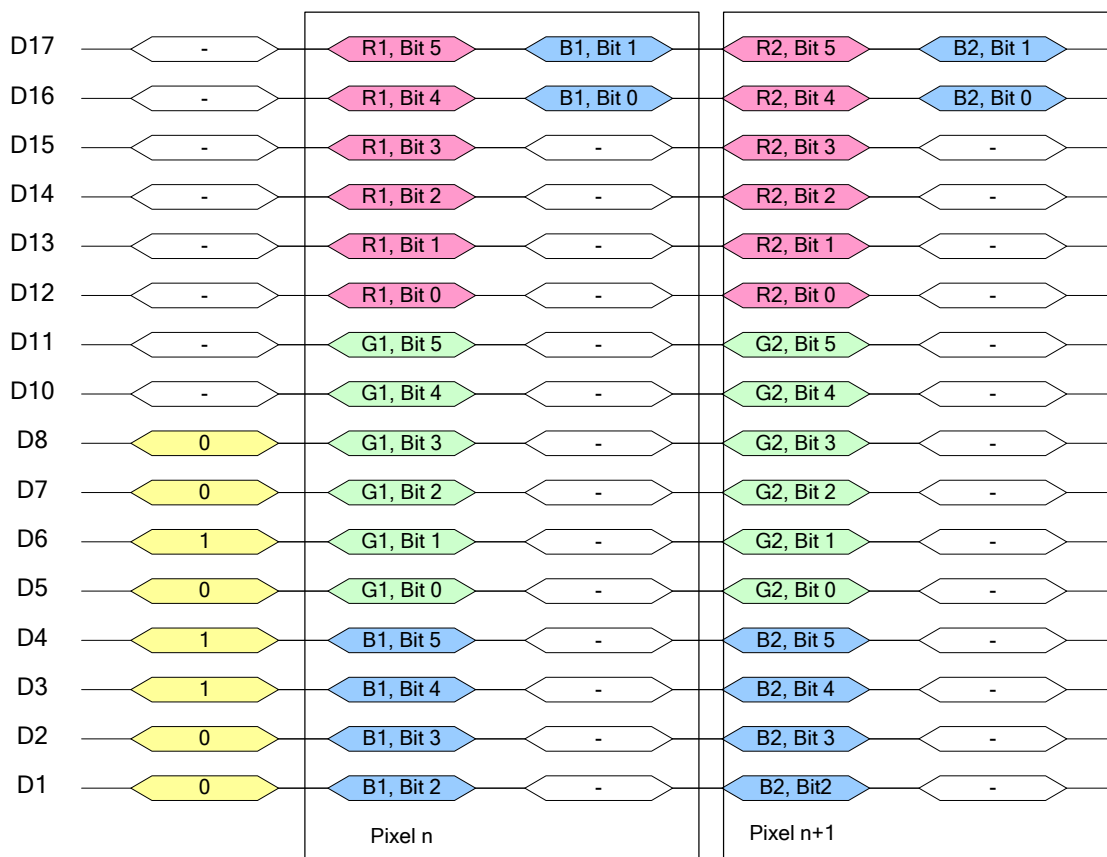 D17 - R1, Bit 5 B1, Bit 1 R2, Bit 5 B2, Bit 1
D16 - R1, Bit 4 B1, Bit 0 R2, Bit 4 B2, Bit 0
D15 - R1, Bit 3 - R2, Bit 3 -
D14 - R1, Bit 2 - R2, Bit 2 -
D13 - R1, Bit 1 - R2, Bit 1 -
D12 - R1, Bit 0 - R2, Bit 0 -
D11 - G1, Bit 5 - G2, Bit 5 -
D10 - G1, Bit 4 - G2, Bit 4 -
D8 0 G1, Bit 3 - G2, Bit 3 -
D7 0 G1, Bit 2 - G2, Bit 2 -
D6 1 G1, Bit 1 - G2, Bit 1 -
D5 0 G1, Bit 0 - G2, Bit 0 -
D4 1 B1, Bit 5 - B2, Bit 5 -
D3 1 B1, Bit 4 - B2, Bit 4 -
D2 0 B1, Bit 3 - B2, Bit 3 -
D1 0 B1, Bit 2 - B2, Bit2 -
Pixel n Pixel n+1